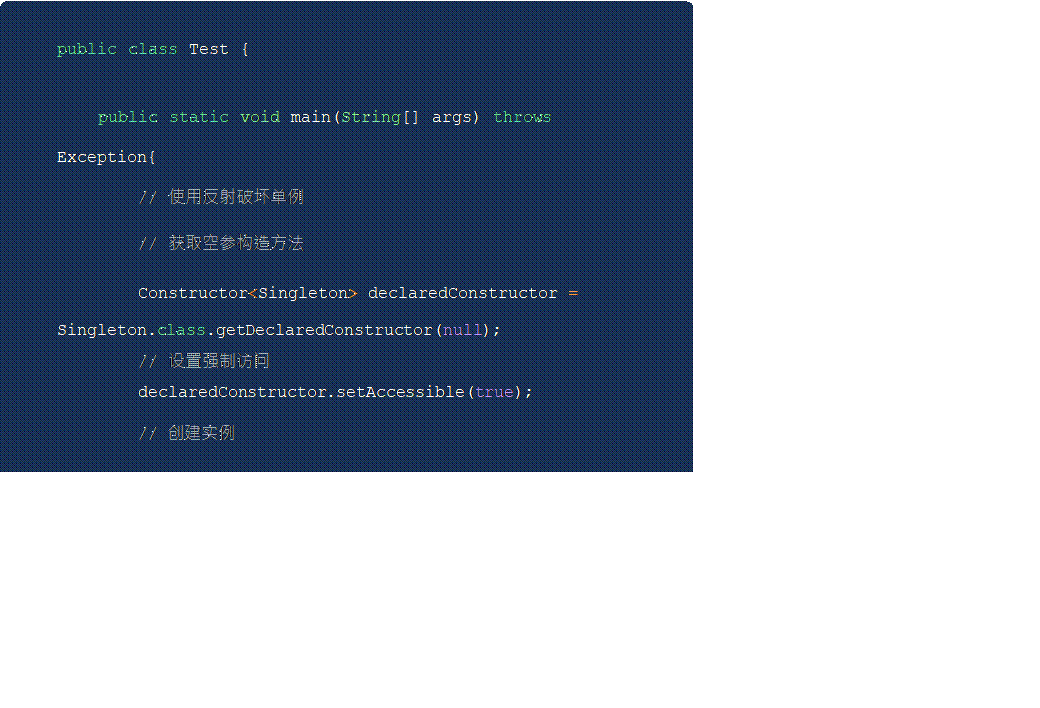 public class Test {
public static void main(String[] args) throws
Exception{
// 使用反射破坏单例
// 获取空参构造方法
Constructor<Singleton> declaredConstructor =
Singleton.class.getDeclaredConstructor(null);
// 设置强制访问
declaredConstructor.setAccessible(true);
// 创建实例